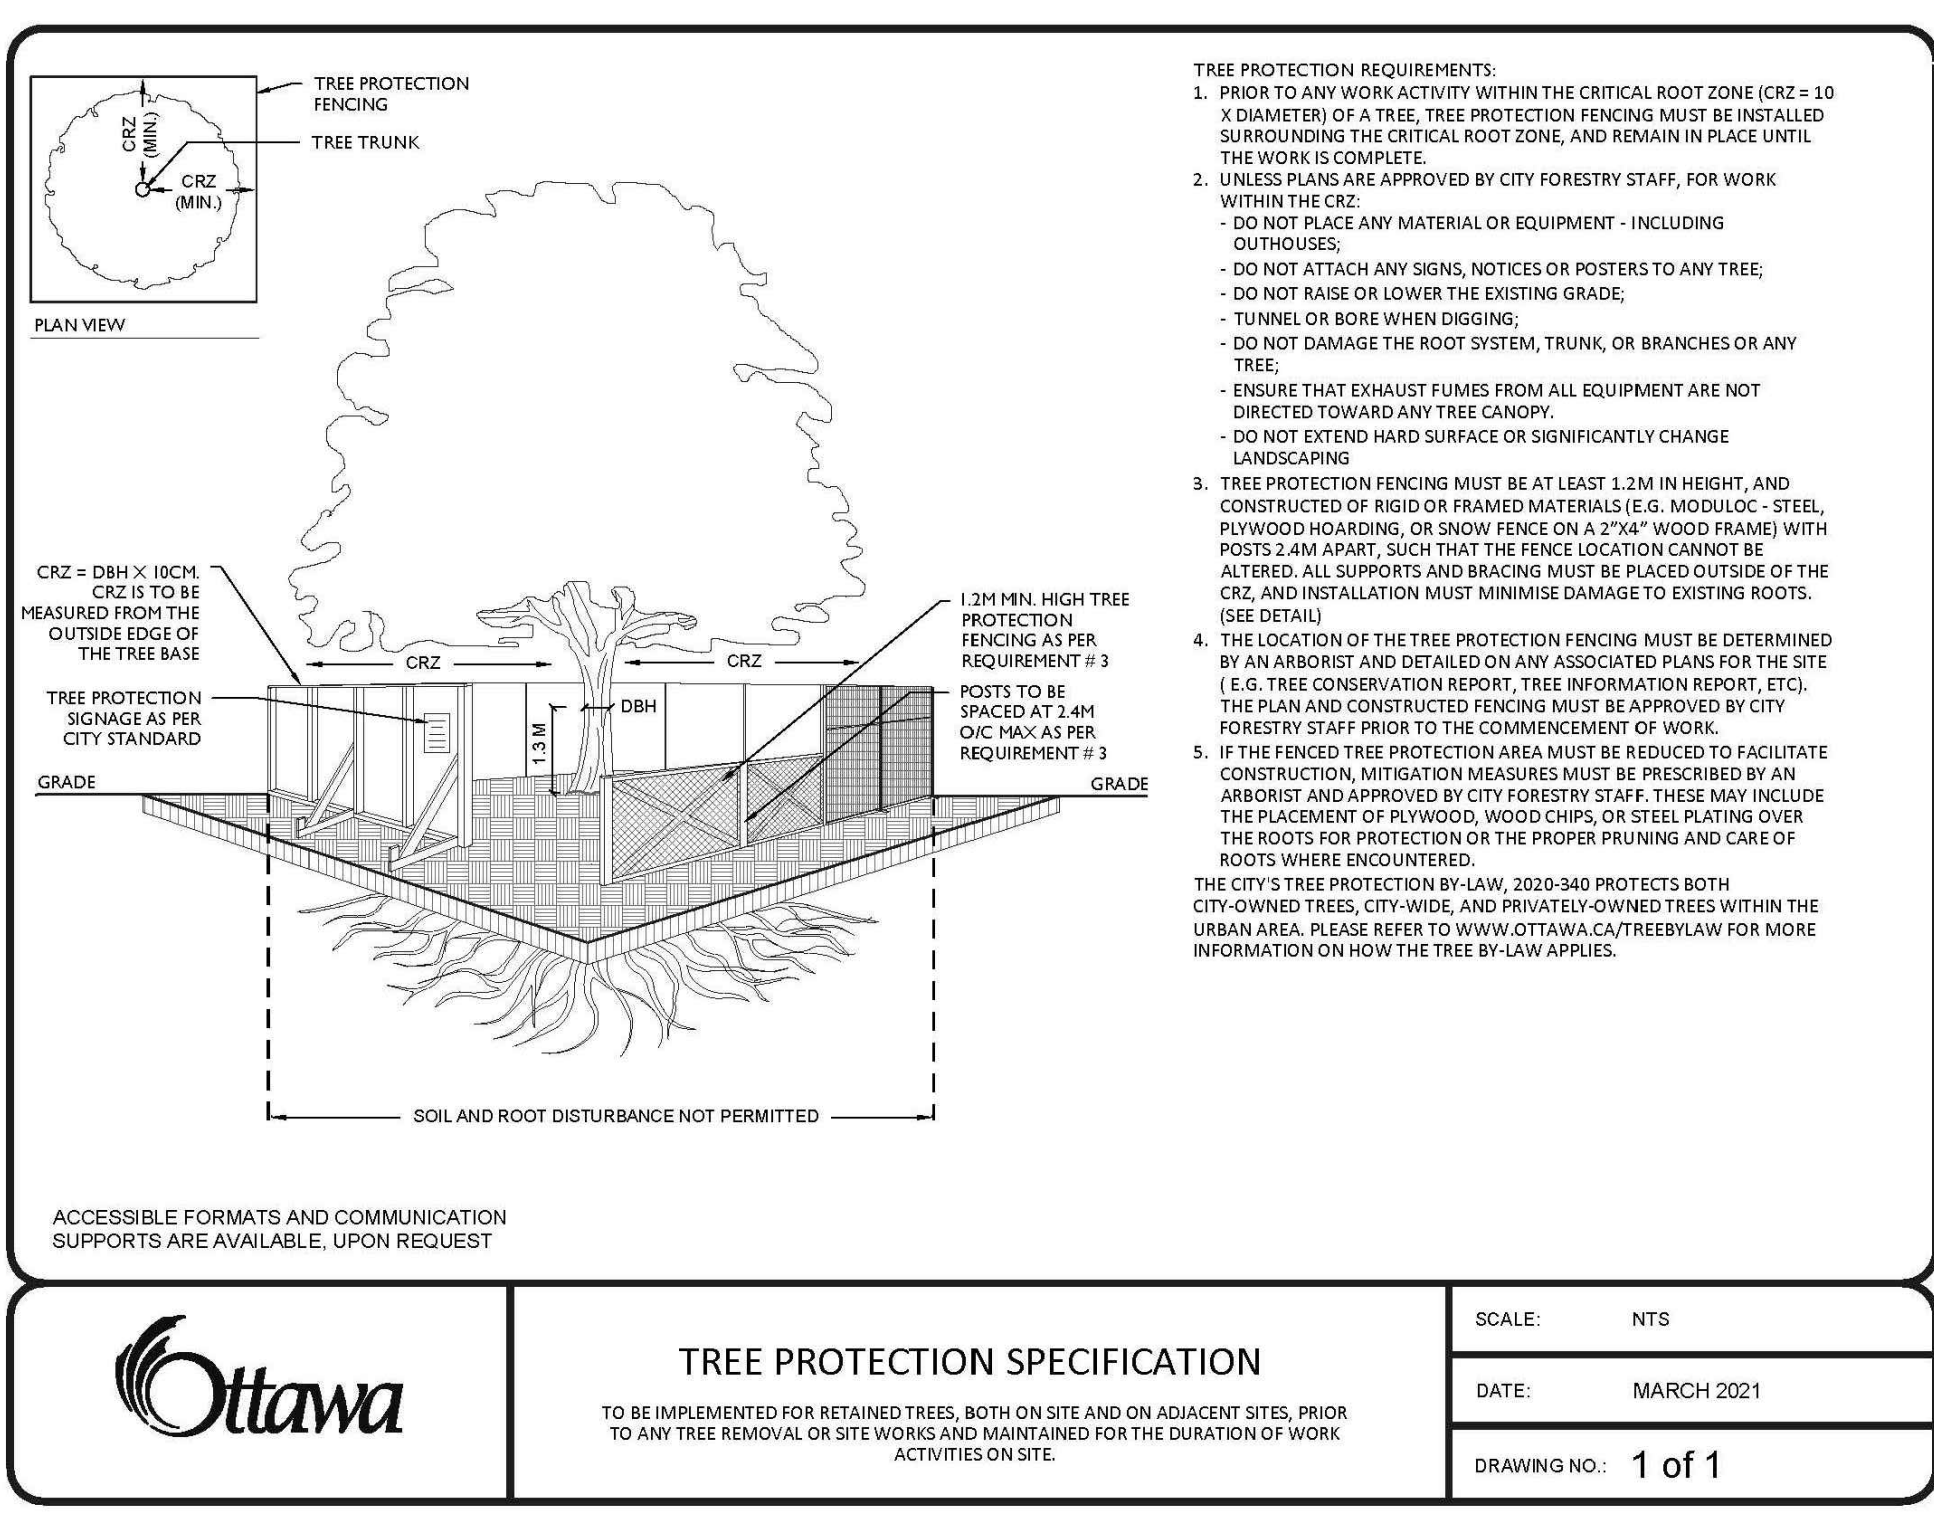 TREE PROTECTION
FENCING
TREE TRUNK
CRZ
(MIN.)
CRZ
(MIN.)
PLAN VIEW
CRZ = DBH X 10CM.
CRZ IS TO BE
MEASURED FROM THE
OUTSIDE EDGE OF
THE TREE BASE
TREE PROTECTION
SIGNAGE AS PER
CITY STANDARD
GRADE
CRZ
CRZ
DBH
1.3 M
1.2M MIN. HIGH TREE
PROTECTION
FENCING AS PER
REQUIREMENT # 3
POSTS TO BE
SPACED AT 2.4M
O/C MAX AS PER
REQUIREMENT # 3
GRADE
SOIL AND ROOT DISTURBANCE NOT PERMITTED
TREE PROTECTION REQUIREMENTS:
1. PRIOR TO ANY WORK ACTIVITY WITHIN THE CRITICAL ROOT ZONE (CRZ = 10
X DIAMETER) OF A TREE, TREE PROTECTION FENCING MUST BE INSTALLED
SURROUNDING THE CRITICAL ROOT ZONE, AND REMAIN IN PLACE UNTIL
THE WORK IS COMPLETE.
2. UNLESS PLANS ARE APPROVED BY CITY FORESTRY STAFF, FOR WORK
WITHIN THE CRZ:
- DO NOT PLACE ANY MATERIAL OR EQUIPMENT - INCLUDING
OUTHOUSES;
- DO NOT ATTACH ANY SIGNS, NOTICES OR POSTERS TO ANY TREE;
- DO NOT RAISE OR LOWER THE EXISTING GRADE;
- TUNNEL OR BORE WHEN DIGGING;
- DO NOT DAMAGE THE ROOT SYSTEM, TRUNK, OR BRANCHES OR ANY
TREE;
- ENSURE THAT EXHAUST FUMES FROM ALL EQUIPMENT ARE NOT
DIRECTED TOWARD ANY TREE CANOPY.
- DO NOT EXTEND HARD SURFACE OR SIGNIFICANTLY CHANGE
LANDSCAPING
3. TREE PROTECTION FENCING MUST BE AT LEAST 1.2M IN HEIGHT, AND
CONSTRUCTED OF RIGID OR FRAMED MATERIALS (E.G. MODULOC - STEEL,
PLYWOOD HOARDING, OR SNOW FENCE ON A 2"X4" WOOD FRAME) WITH
POSTS 2.4M APART, SUCH THAT THE FENCE LOCATION CANNOT BE
ALTERED. ALL SUPPORTS AND BRACING MUST BE PLACED OUTSIDE OF THE
CRZ, AND INSTALLATION MUST MINIMISE DAMAGE TO EXISTING ROOTS.
(SEE DETAIL)
4. THE LOCATION OF THE TREE PROTECTION FENCING MUST BE DETERMINED
BY AN ARBORIST AND DETAILED ON ANY ASSOCIATED PLANS FOR THE SITE
( E.G. TREE CONSERVATION REPORT, TREE INFORMATION REPORT, ETC).
THE PLAN AND CONSTRUCTED FENCING MUST BE APPROVED BY CITY
FORESTRY STAFF PRIOR TO THE COMMENCEMENT OF WORK.
5. IF THE FENCED TREE PROTECTION AREA MUST BE REDUCED TO FACILITATE
CONSTRUCTION, MITIGATION MEASURES MUST BE PRESCRIBED BY AN
ARBORIST AND APPROVED BY CITY FORESTRY STAFF. THESE MAY INCLUDE
THE PLACEMENT OF PLYWOOD, WOOD CHIPS, OR STEEL PLATING OVER
THE ROOTS FOR PROTECTION OR THE PROPER PRUNING AND CARE OF
ROOTS WHERE ENCOUNTERED.
THE CITY'S TREE PROTECTION BY-LAW, 2020-340 PROTECTS BOTH
CITY-OWNED TREES, CITY-WIDE, AND PRIVATELY-OWNED TREES WITHIN THE
URBAN AREA. PLEASE REFER TO WWW.OTTAWA.CA/TREEBYLAW FOR MORE
INFORMATION ON HOW THE TREE BY-LAW APPLIES.
ACCESSIBLE FORMATS AND COMMUNICATION
SUPPORTS ARE AVAILABLE, UPON REQUEST
Ottawa
TREE PROTECTION SPECIFICATION
TO BE IMPLEMENTED FOR RETAINED TREES, BOTH ON SITE AND ON ADJACENT SITES, PRIOR
TO ANY TREE REMOVAL OR SITE WORKS AND MAINTAINED FOR THE DURATION OF WORK
ACTIVITIES ON SITE.
SCALE: NTS
DATE: MARCH 2021
DRAWING NO.: 1 of 1